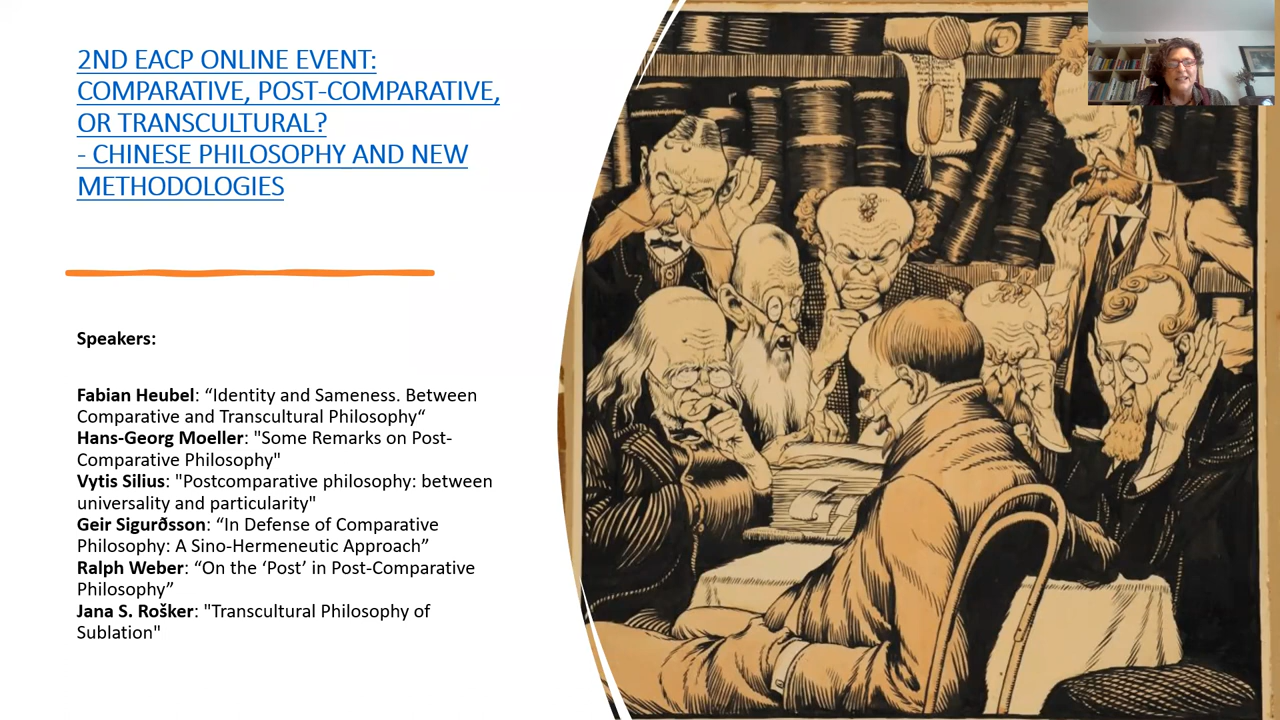 2ND EACP ONLINE EVENT:
COMPARATIVE, POST-COMPARATIVE,
OR TRANSCULTURAL?
- CHINESE PHILOSOPHY AND NEW
METHODOLOGIES
Speakers:
Fabian Heubel: “Identity and Sameness. Between
Comparative and Transcultural Philosophy“
Hans-Georg Moeller: "Some Remarks on Post-
Comparative Philosophy"
Vytis Silius: "Postcomparative philosophy: between
universality and particularity"
Geir Sigurðsson: “In Defense of Comparative
Philosophy: A Sino-Hermeneutic Approach”
Ralph Weber: “On the ‘Post’ in Post-Comparative
Philosophy”
Jana S. Rošker: "Transcultural Philosophy of
Sublation"